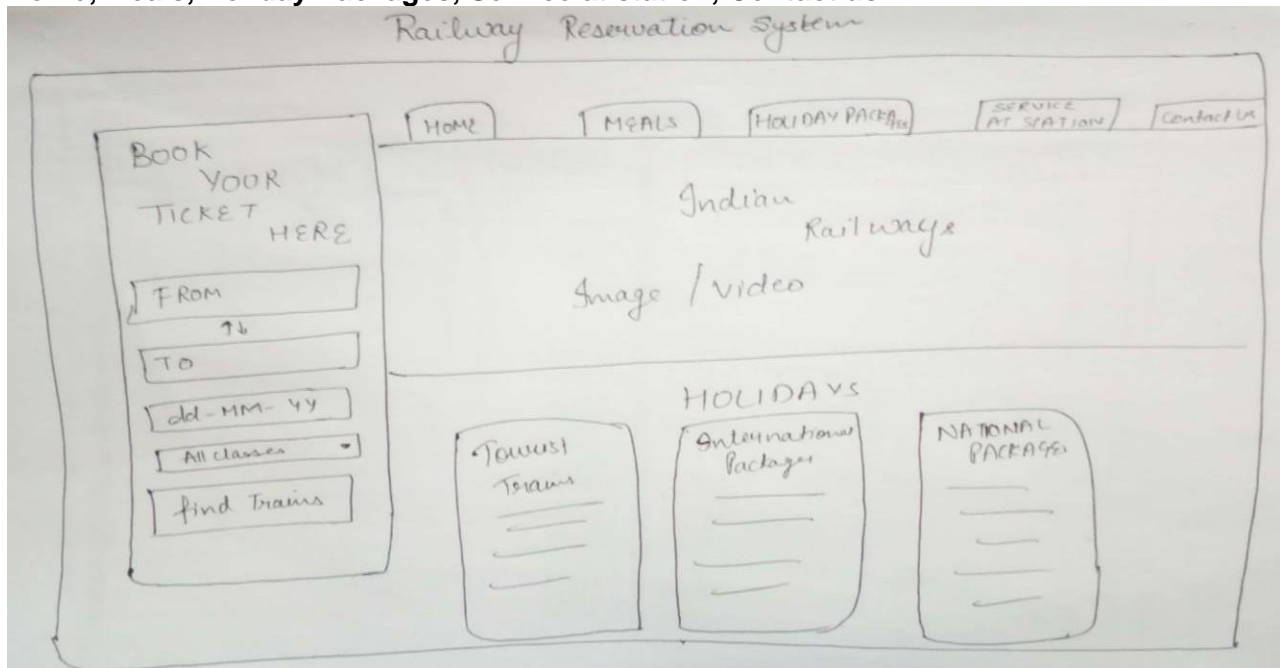 Home, Meals, Holiday Packages, Service at station, Contact us
Railway Reservation System
HOME
MEALS
HOLIDAY PACKAGES
SERVICE
AT STATION
Contact us
BOOK
YOUR
TICKET
HERE
FROM
↑↓
TO
dd-MM-YY
All classes
find Trains
Indian
Railways
Image / video
HOLIDAYS
Tourist
Trains
International
Packages
NATIONAL
PACKAGES